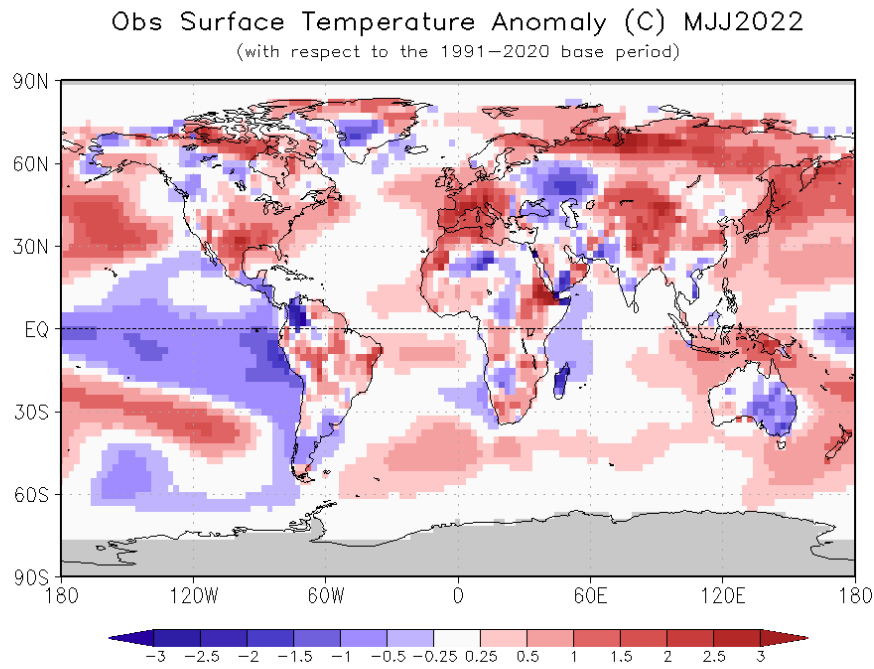 Obs Surface Temperature Anomaly (C) MJJ2022
(with respect to the 1991–2020 base period)
90N
60N
30N
EQ
30S
60S
90S
180 120W 60W 0 60E 120E 180
−3 −2.5 −2 −1.5 −1 −0.5 −0.25 0.25 0.5 1 1.5 2 2.5 3